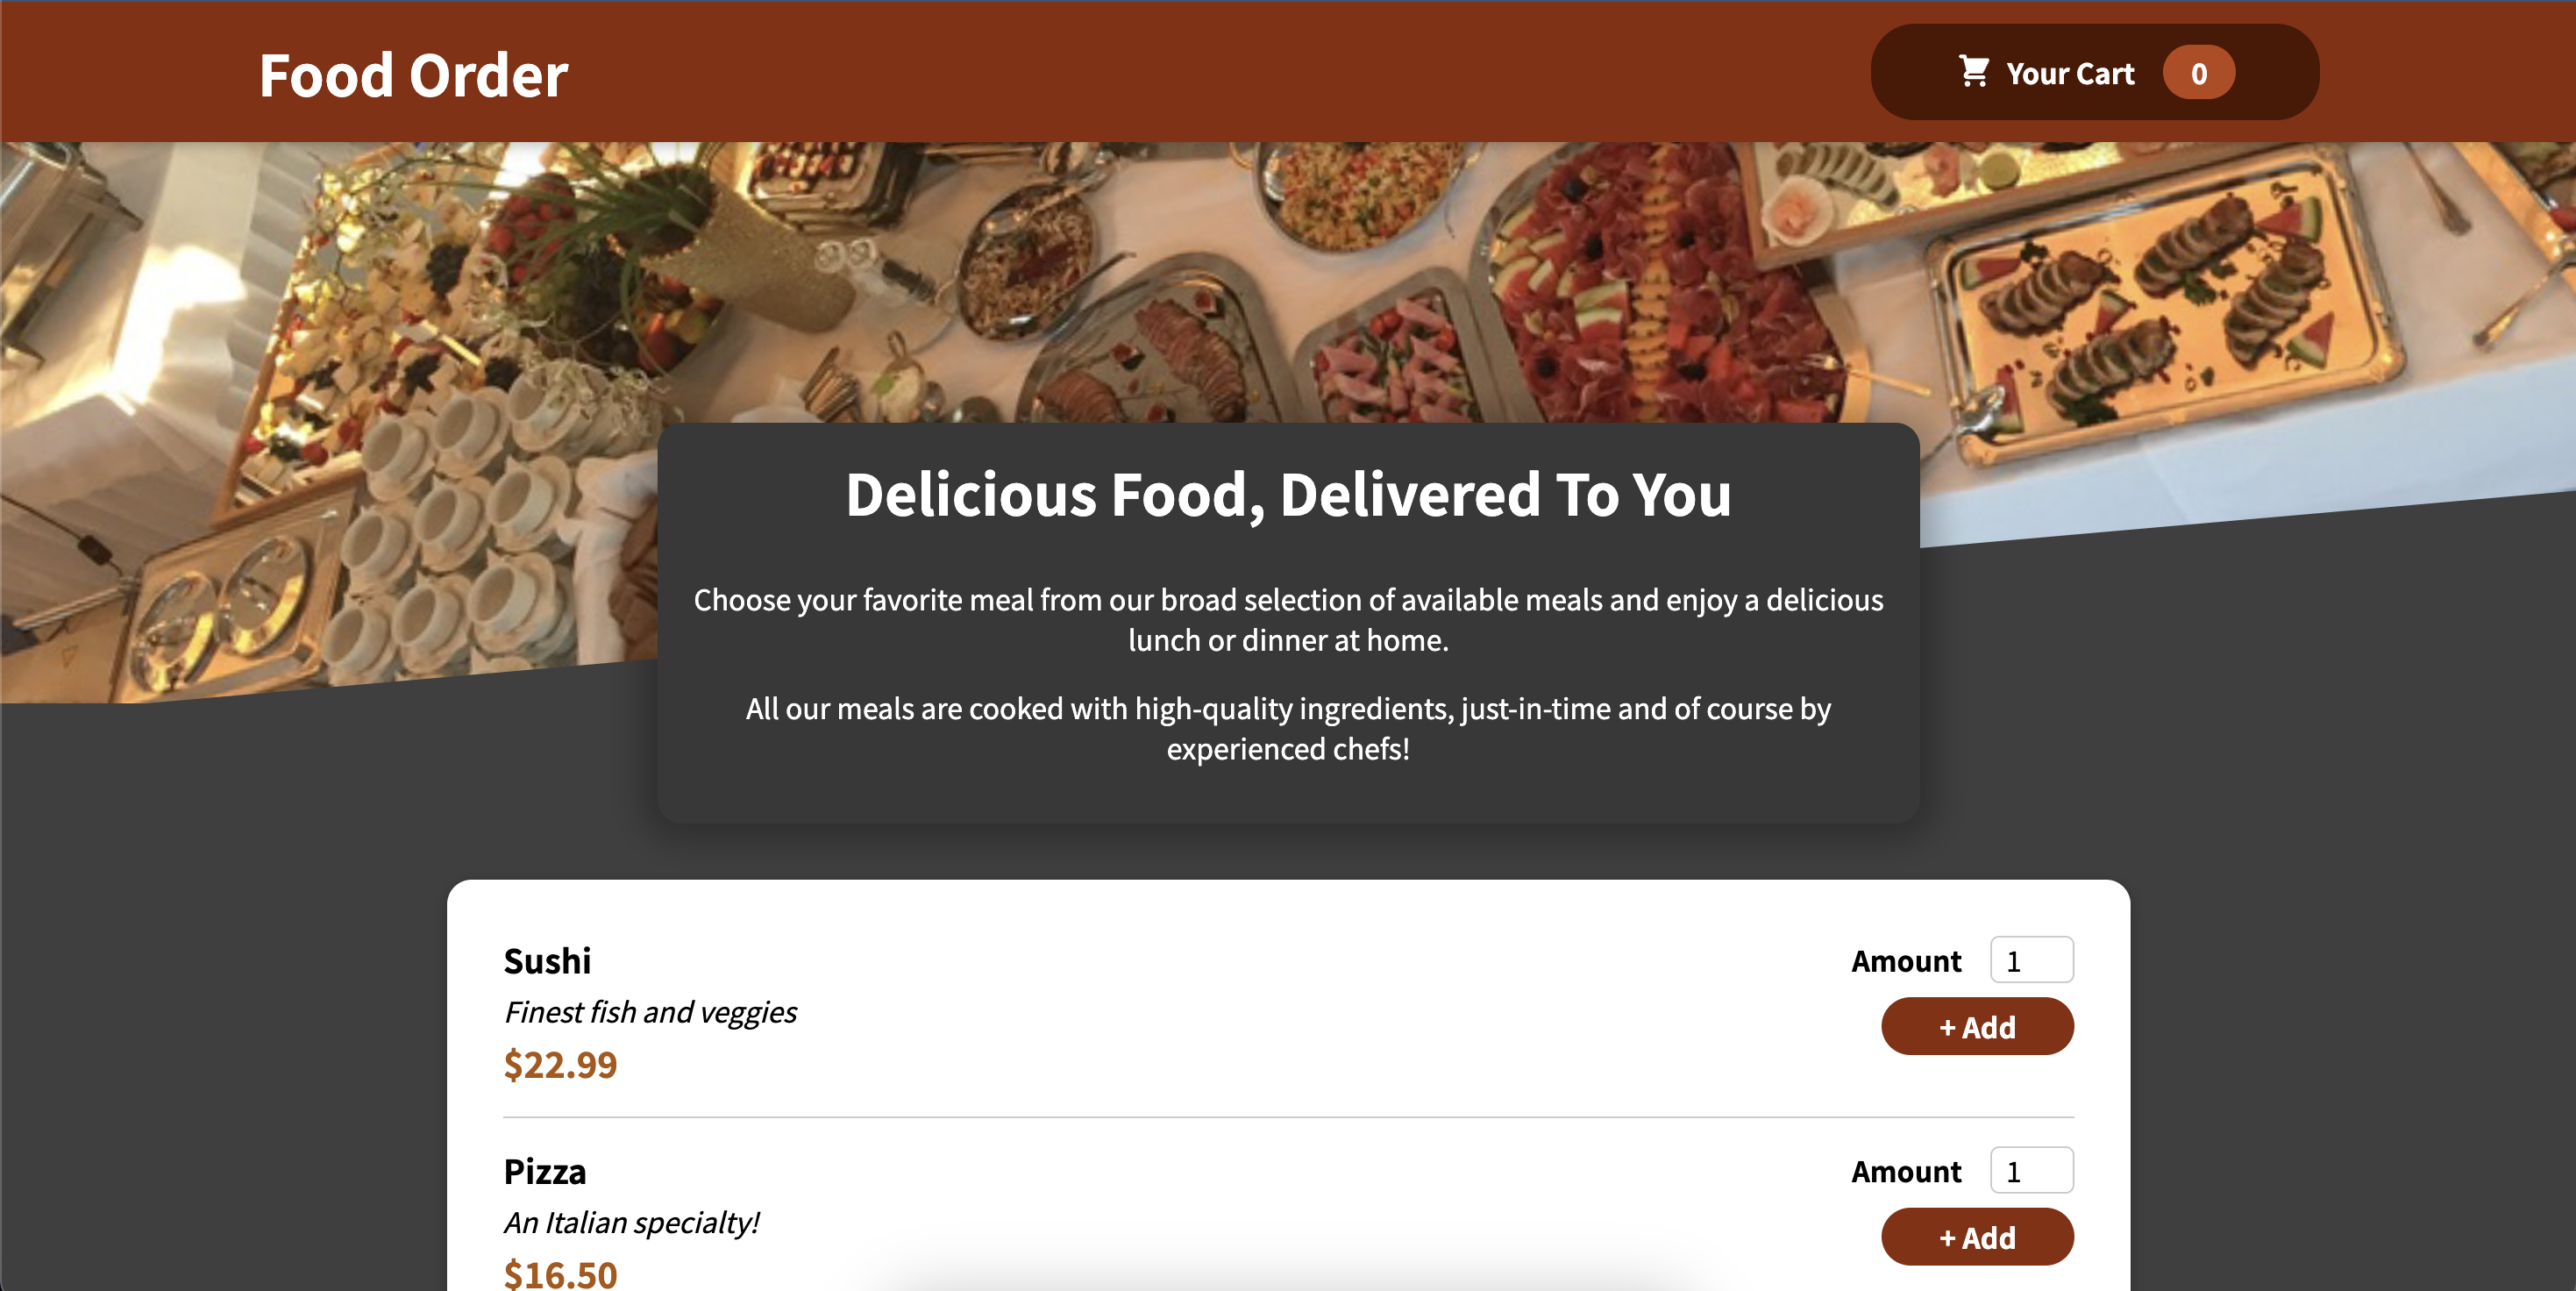 Food Order
Your Cart 0
Delicious Food, Delivered To You
Choose your favorite meal from our broad selection of available meals and enjoy a delicious
lunch or dinner at home.
All our meals are cooked with high-quality ingredients, just-in-time and of course by
experienced chefs!
Sushi
Amount 1
Finest fish and veggies
+ Add
$22.99
Pizza
Amount 1
An Italian specialty!
+ Add
$16.50